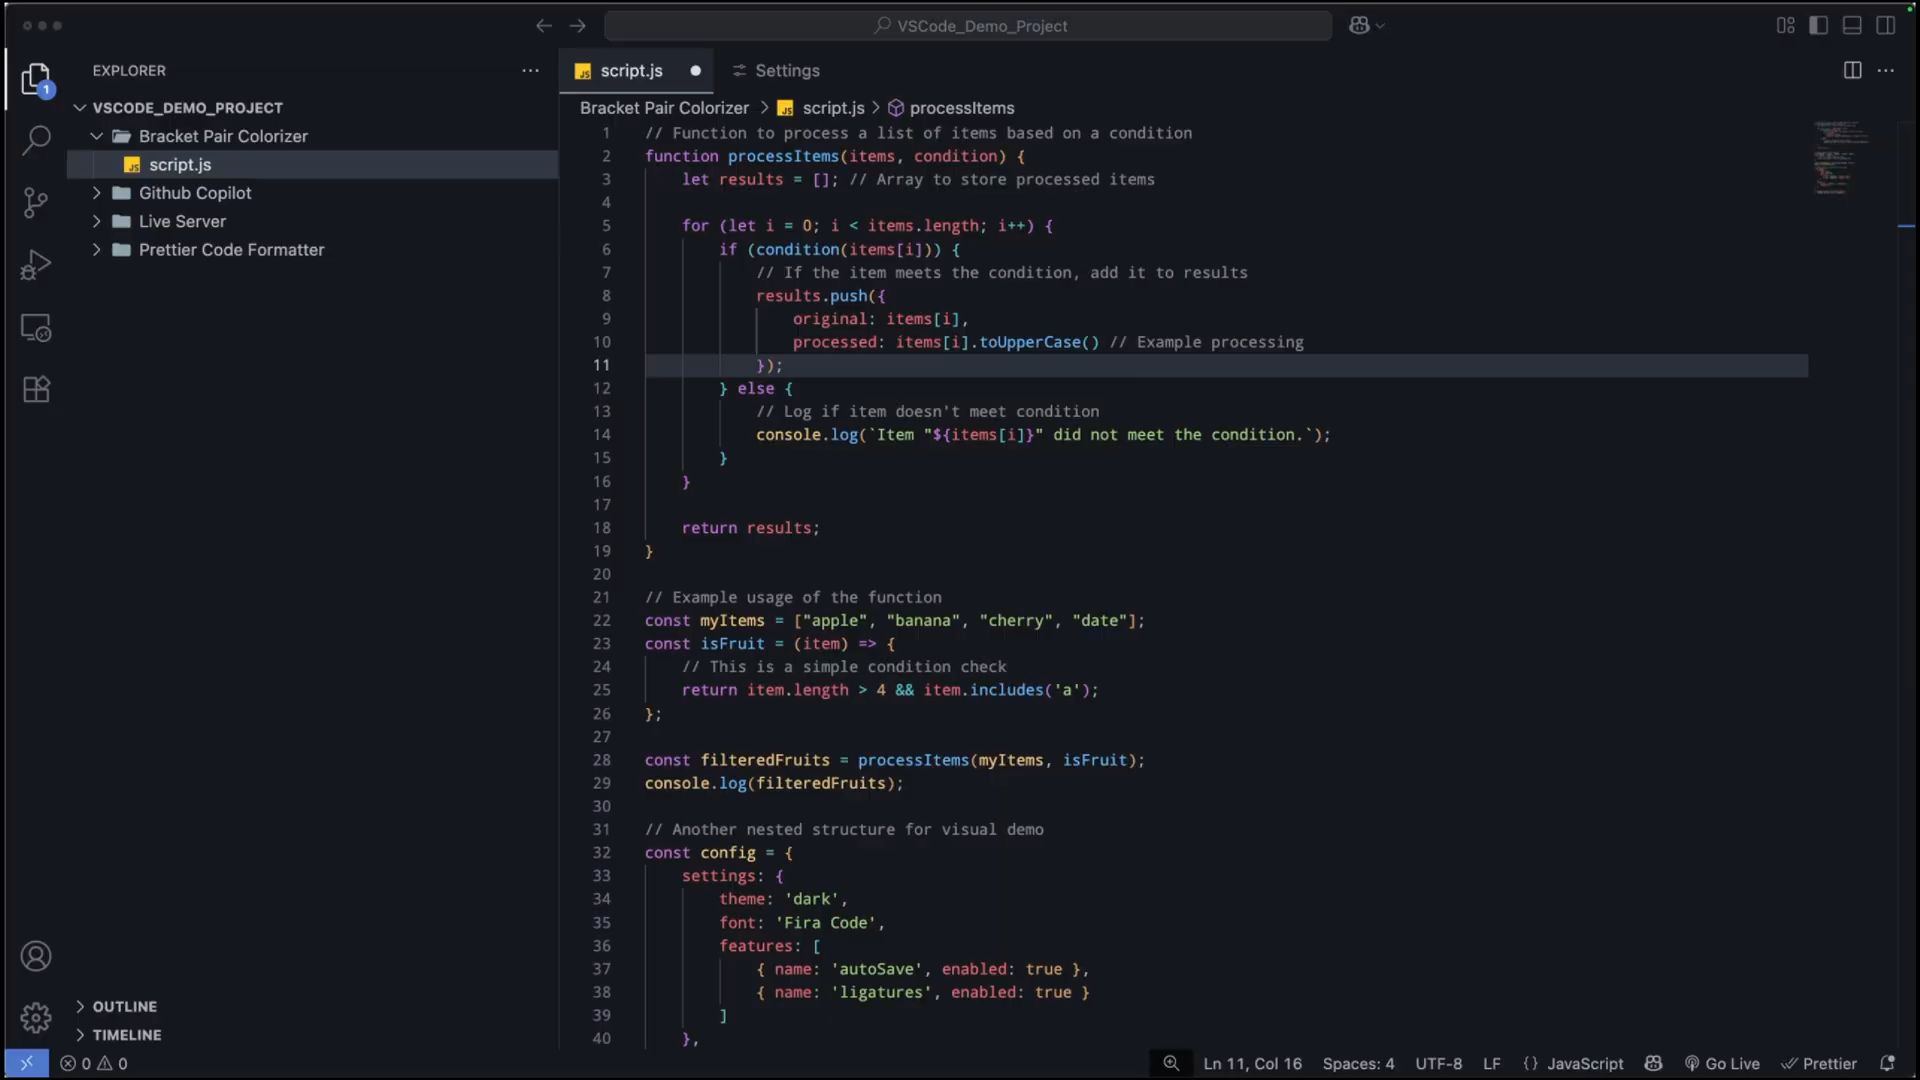 VSCode_Demo_Project
EXPLORER
1
VSCODE_DEMO_PROJECT
Bracket Pair Colorizer
JS script.js
Github Copilot
Live Server
Prettier Code Formatter
OUTLINE
TIMELINE
JS script.js
Settings
Bracket Pair Colorizer > JS script.js > processItems
1 // Function to process a list of items based on a condition
2 function processItems(items, condition) {
3     let results = []; // Array to store processed items
4
5     for (let i = 0; i < items.length; i++) {
6         if (condition(items[i])) {
7             // If the item meets the condition, add it to results
8             results.push({
9                 original: items[i],
10                 processed: items[i].toUpperCase() // Example processing
11             });
12         } else {
13             // Log if item doesn't meet condition
14             console.log(`Item "${items[i]}" did not meet the condition.`);
15         }
16     }
17
18     return results;
19 }
20
21 // Example usage of the function
22 const myItems = ["apple", "banana", "cherry", "date"];
23 const isFruit = (item) => {
24     // This is a simple condition check
25     return item.length > 4 && item.includes('a');
26 };
27
28 const filteredFruits = processItems(myItems, isFruit);
29 console.log(filteredFruits);
30
31 // Another nested structure for visual demo
32 const config = {
33     settings: {
34         theme: 'dark',
35         font: 'Fira Code',
36         features: [
37             { name: 'autoSave', enabled: true },
38             { name: 'ligatures', enabled: true }
39         ]
40     },
0 0
Ln 11, Col 16 Spaces: 4 UTF-8 LF {} JavaScript Go Live Prettier